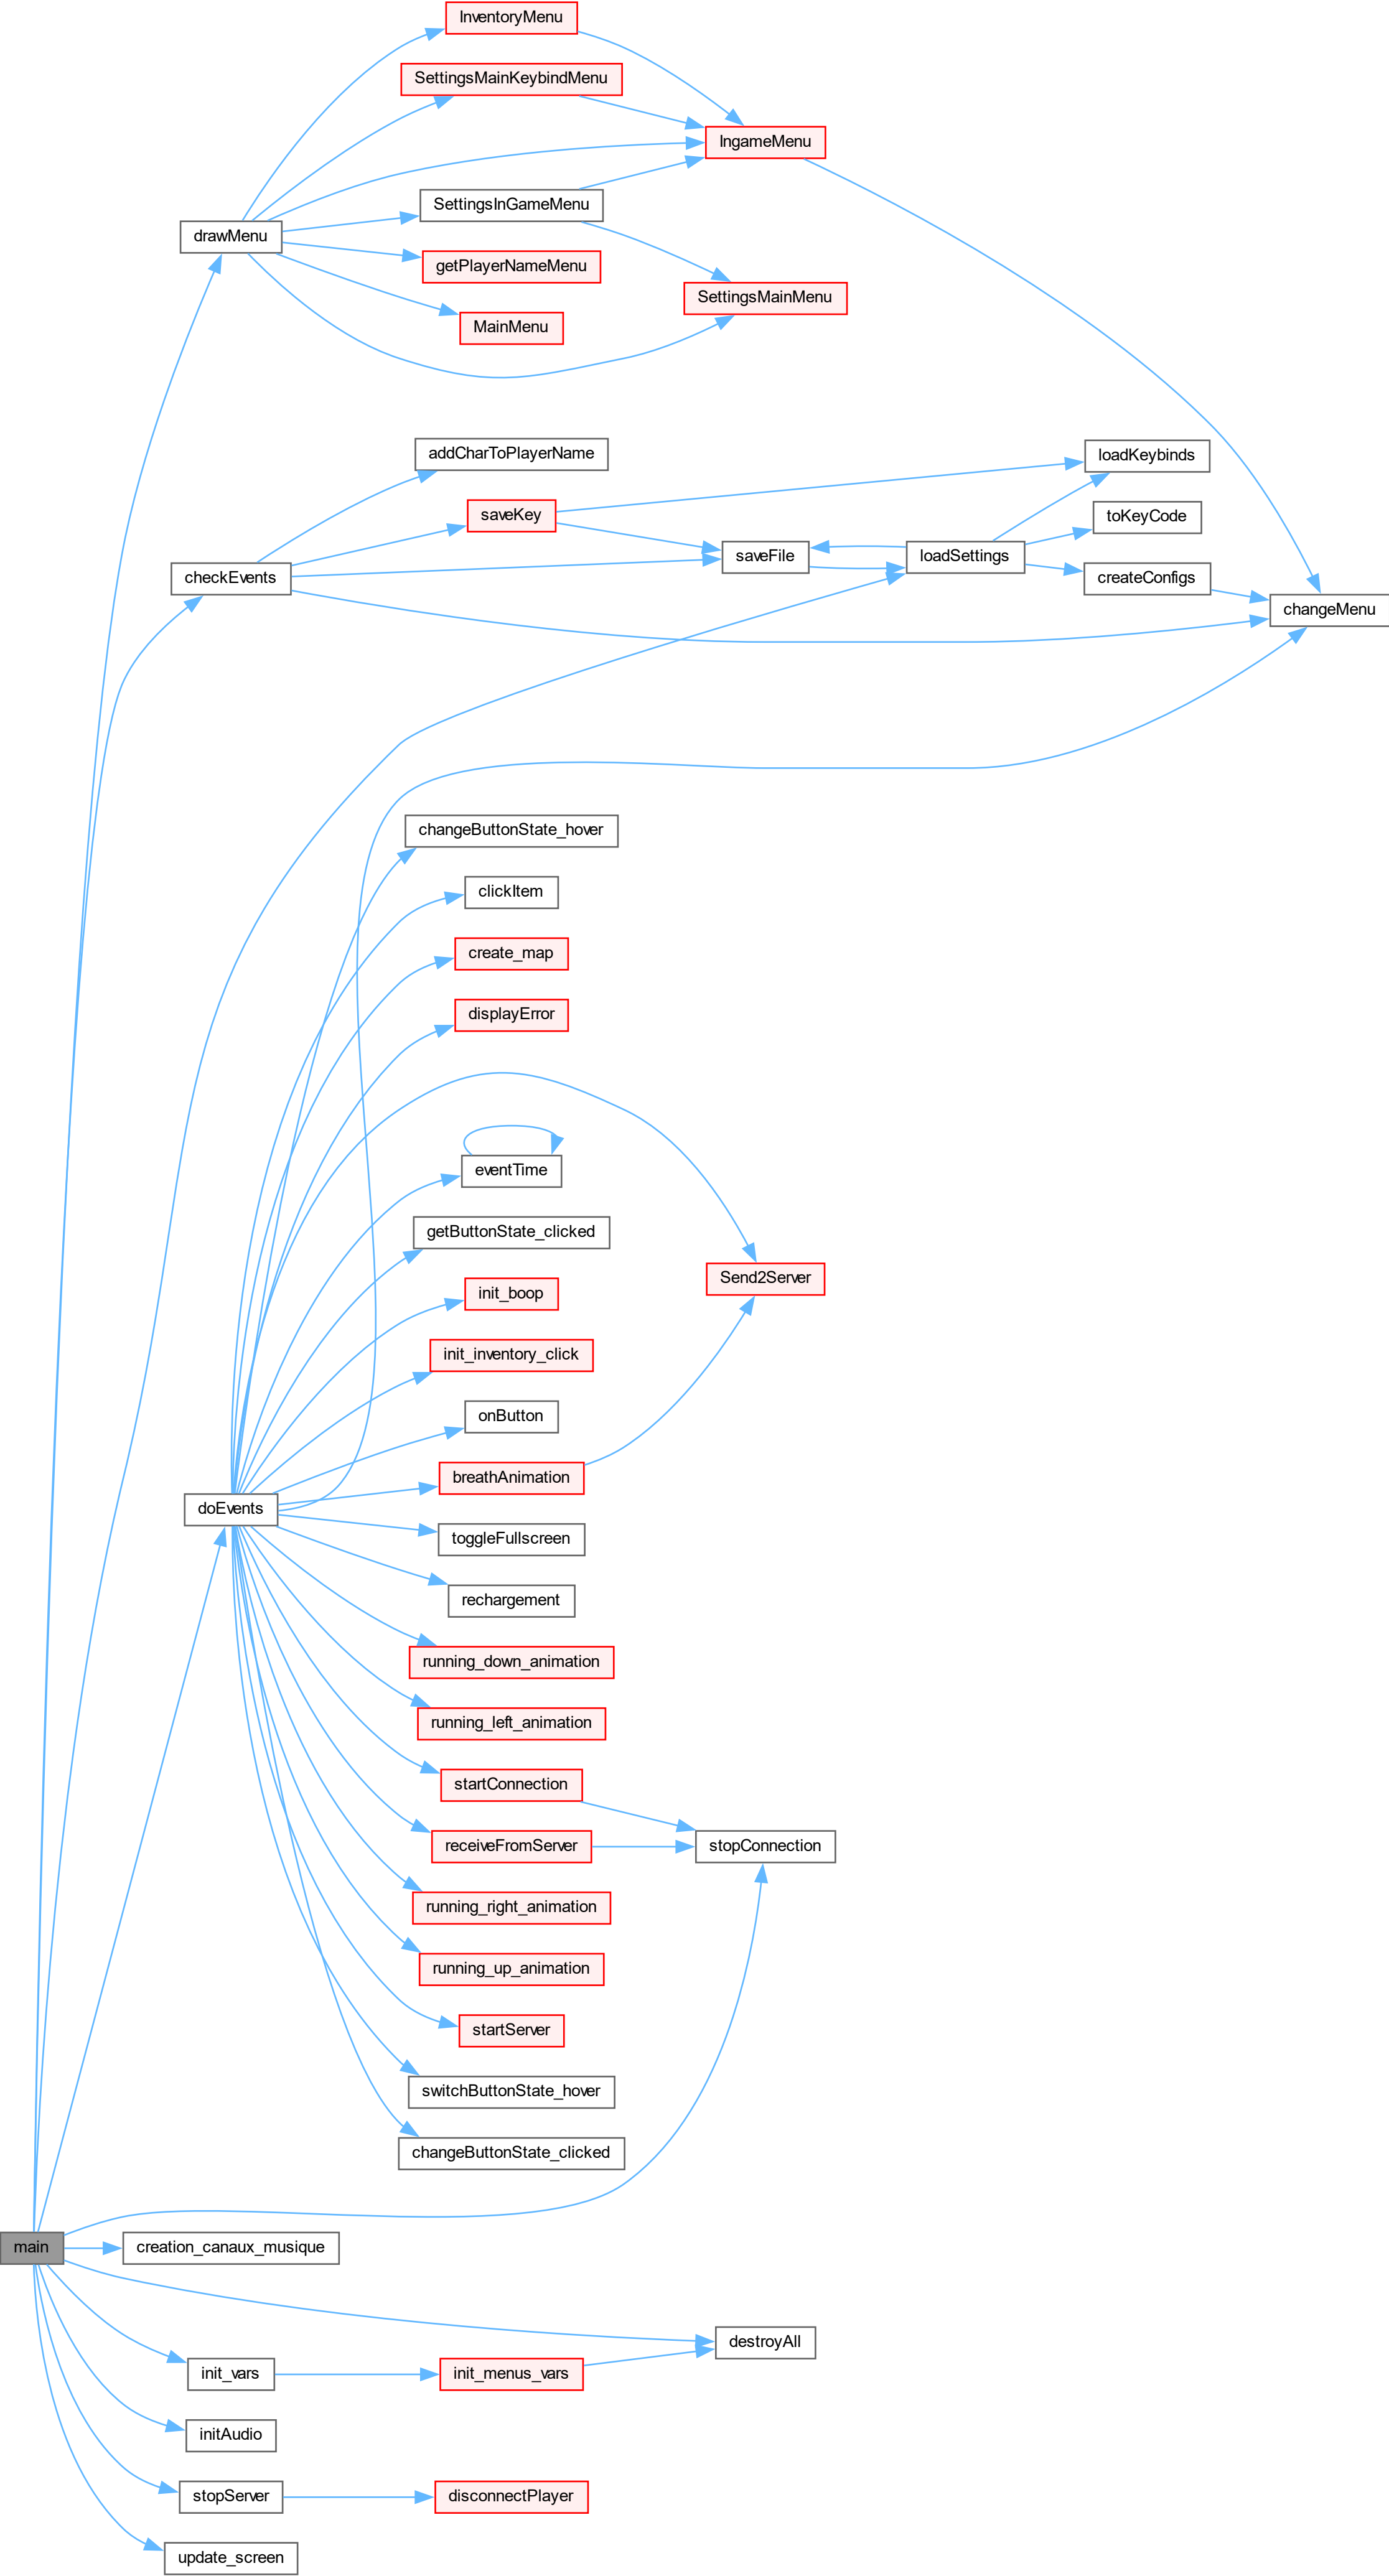 InventoryMenu
SettingsMainKeybindMenu
IngameMenu
SettingsInGameMenu
drawMenu
getPlayerNameMenu
SettingsMainMenu
MainMenu
addCharToPlayerName
loadKeybinds
saveKey
toKeyCode
saveFile
loadSettings
checkEvents
createConfigs
changeMenu
changeButtonState_hover
clickItem
create_map
displayError
eventTime
getButtonState_clicked
Send2Server
init_boop
init_inventory_click
onButton
breathAnimation
doEvents
toggleFullscreen
rechargement
running_down_animation
running_left_animation
startConnection
receiveFromServer
stopConnection
running_right_animation
running_up_animation
startServer
switchButtonState_hover
changeButtonState_clicked
main
creation_canaux_musique
destroyAll
init_vars
init_menus_vars
initAudio
stopServer
disconnectPlayer
update_screen